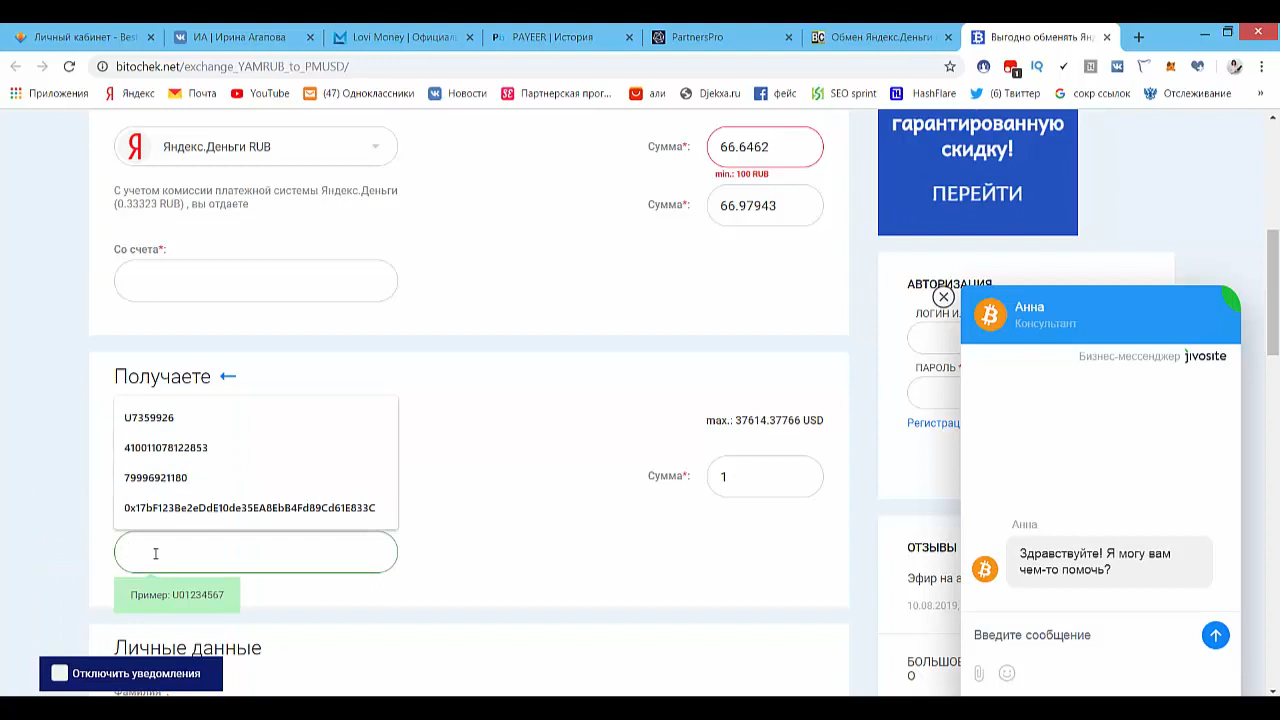 Личный кабинет - Besi
ИА | Ирина Агапова
Lovi Money | Официал
PAYEER | История
PartnersPro
Обмен Яндекс.Деньги
Выгодно обменять Ян
bitochek.net/exchange_YAMRUB_to_PMUSD/
Приложения
Яндекс
Почта
YouTube
(47) Одноклассники
Новости
Партнерская прог...
али
Djekxa.ru
фейс
SEO sprint
HashFlare
(6) Твиттер
сокр ссылок
Отслеживание
»
Яндекс.Деньги RUB
Сумма*:
66.6462
min.: 100 RUB
С учетом комиссии платежной системы Яндекс.Деньги
(0.33323 RUB) , вы отдаете
Сумма*:
66.97943
Со счета*:
Получаете
U7359926
410011078122853
79996921180
0x17bF123Be2eDdE10de35EA8EbB4Fd89Cd61E833C
max.: 37614.37766 USD
Сумма*:
1
Пример: U01234567
Личные данные
Фамилия*:
Отключить уведомления
гарантированную
скидку!
ПЕРЕЙТИ
АВТОРИЗАЦИЯ
ЛОГИН И
ПАРОЛЬ *
Регистрац
ОТЗЫВЫ
Эфир на а
10.08.2019,
БОЛЬШОЕ
О
Анна
Консультант
Бизнес-мессенджер jivosite
Анна
Здравствуйте! Я могу вам
чем-то помочь?
Введите сообщение